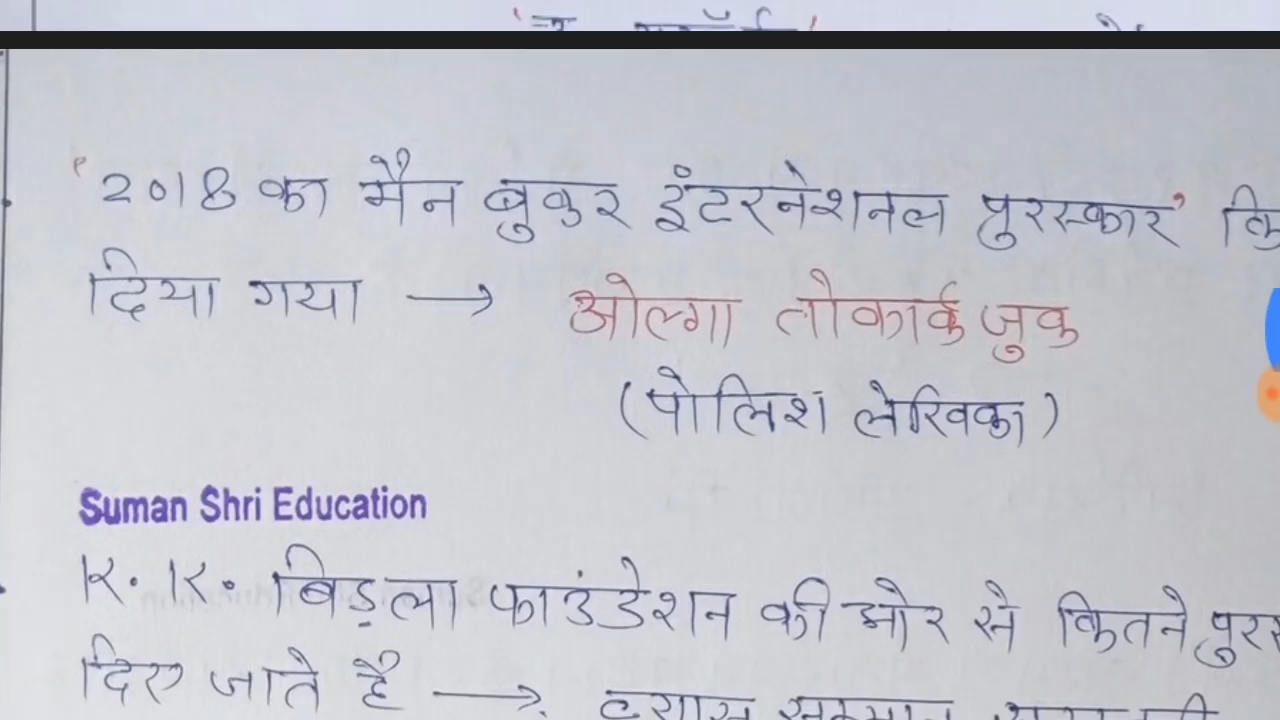 '2018 का मैन बुकर इंटरनेशनल पुरस्कार'
दिया गया → ओल्गा तोकार्कजुक
(पोलिश लेखिका)
Suman Shri Education
K.K. बिड़ला फाउंडेशन की ओर से कितने
दिए जाते है →